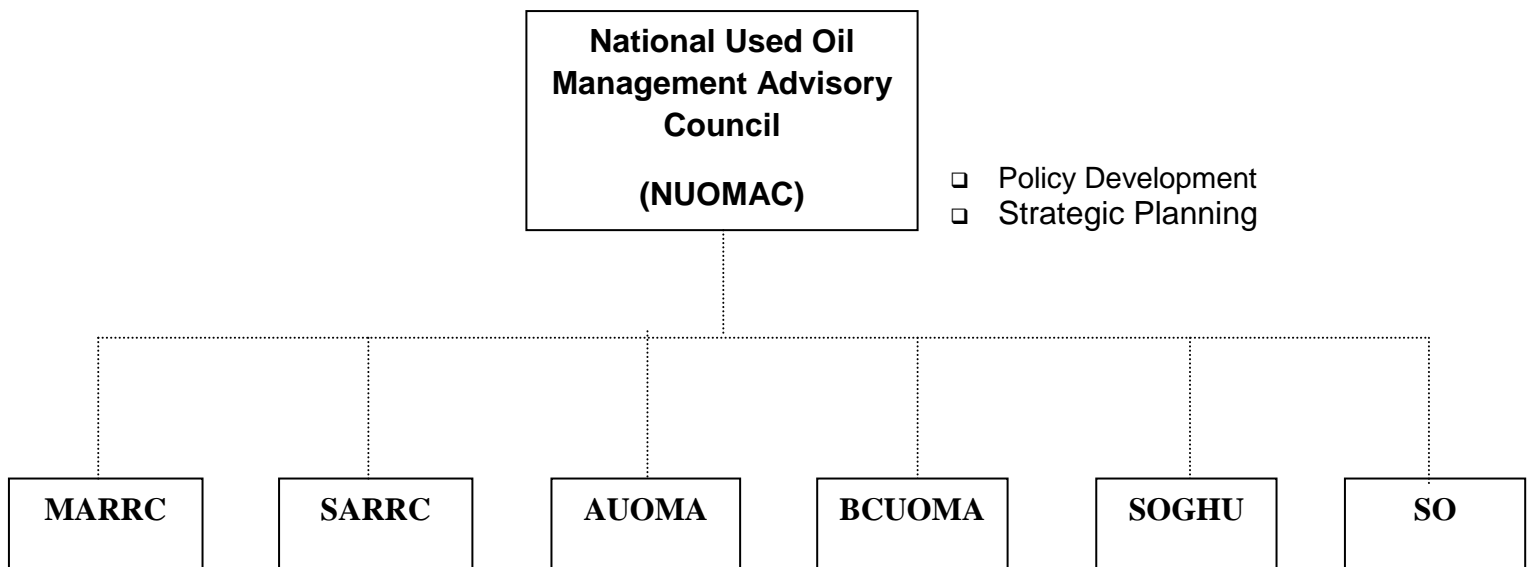 National Used Oil
Management Advisory
Council
(NUOMAC)
❑ Policy Development
❑ Strategic Planning
MARRC
SARRC
AUOMA
BCUOMA
SOGHU
SO